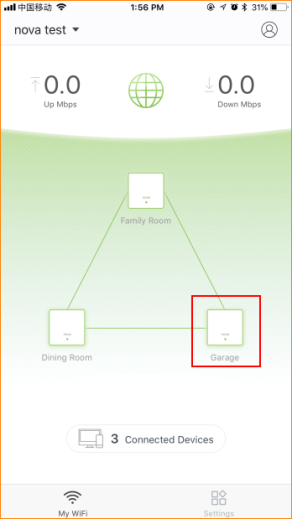 中国移动 1:56 PM 31%
nova test
0.0 0.0
Up Mbps Down Mbps
Family Room
Dining Room Garage
3 Connected Devices
My WiFi Settings